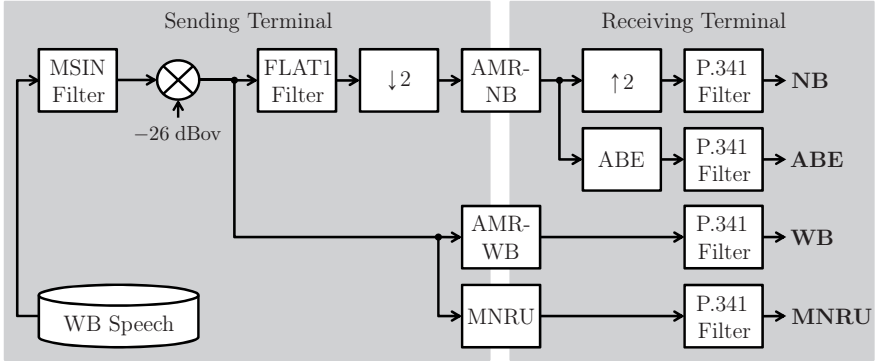 Sending Terminal
Receiving Terminal
MSIN
Filter
−26 dBov
FLAT1
Filter
↓2
AMR-
NB
↑2
P.341
Filter
NB
ABE
P.341
Filter
ABE
AMR-
WB
P.341
Filter
WB
WB Speech
MNRU
P.341
Filter
MNRU